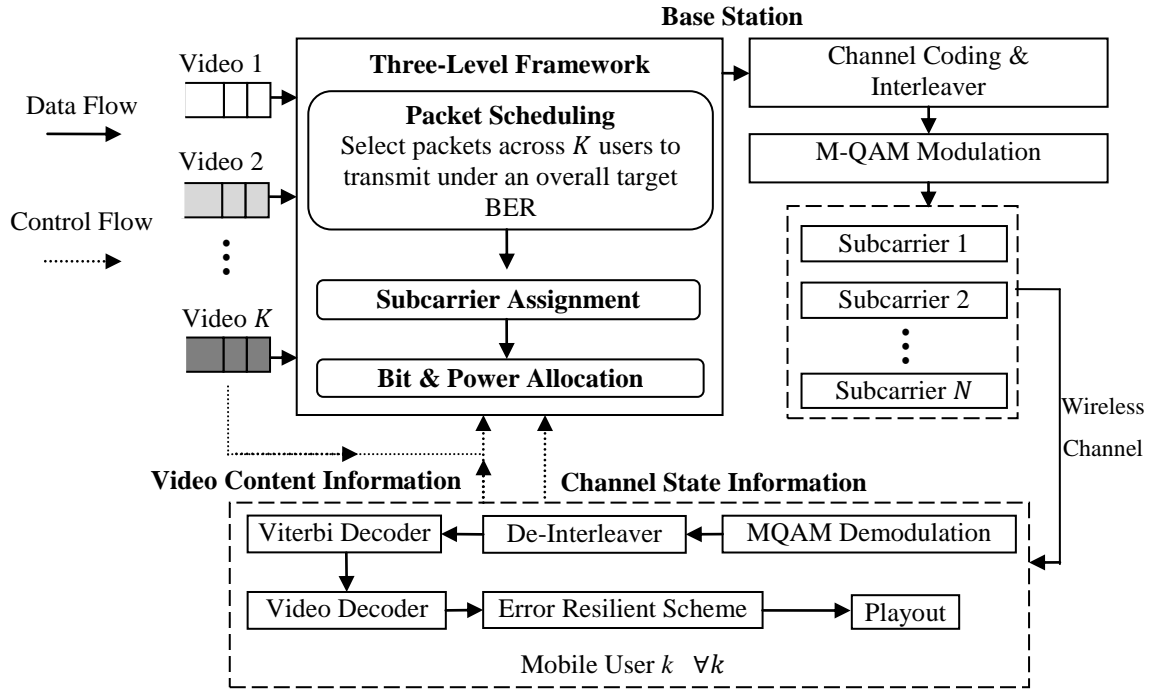 Base Station
Data Flow
Control Flow
Video 1
Video 2
Video K
Three-Level Framework
Packet Scheduling
Select packets across K users to
transmit under an overall target
BER
Subcarrier Assignment
Bit & Power Allocation
Channel Coding &
Interleaver
M-QAM Modulation
Subcarrier 1
Subcarrier 2
Subcarrier N
Wireless
Channel
Video Content Information
Channel State Information
Viterbi Decoder
De-Interleaver
MQAM Demodulation
Video Decoder
Error Resilient Scheme
Playout
Mobile User k ∀k